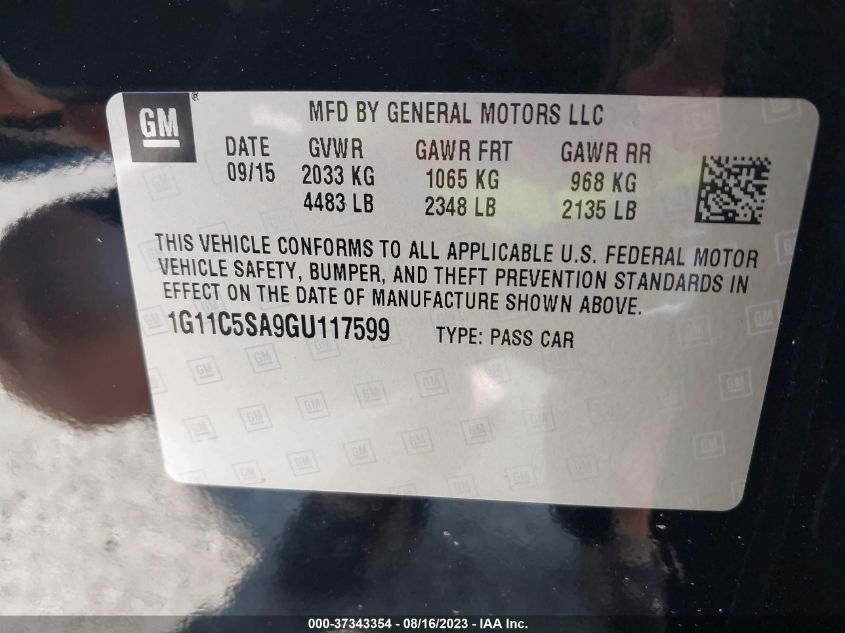 GM ®
MFD BY GENERAL MOTORS LLC
DATE GVWR GAWR FRT GAWR RR
09/15 2033 KG 1065 KG 968 KG
4483 LB 2348 LB 2135 LB
THIS VEHICLE CONFORMS TO ALL APPLICABLE U.S. FEDERAL MOTOR
VEHICLE SAFETY, BUMPER, AND THEFT PREVENTION STANDARDS IN
EFFECT ON THE DATE OF MANUFACTURE SHOWN ABOVE.
1G11C5SA9GU117599 TYPE: PASS CAR
000-37343354 - 08/16/2023 - IAA Inc.